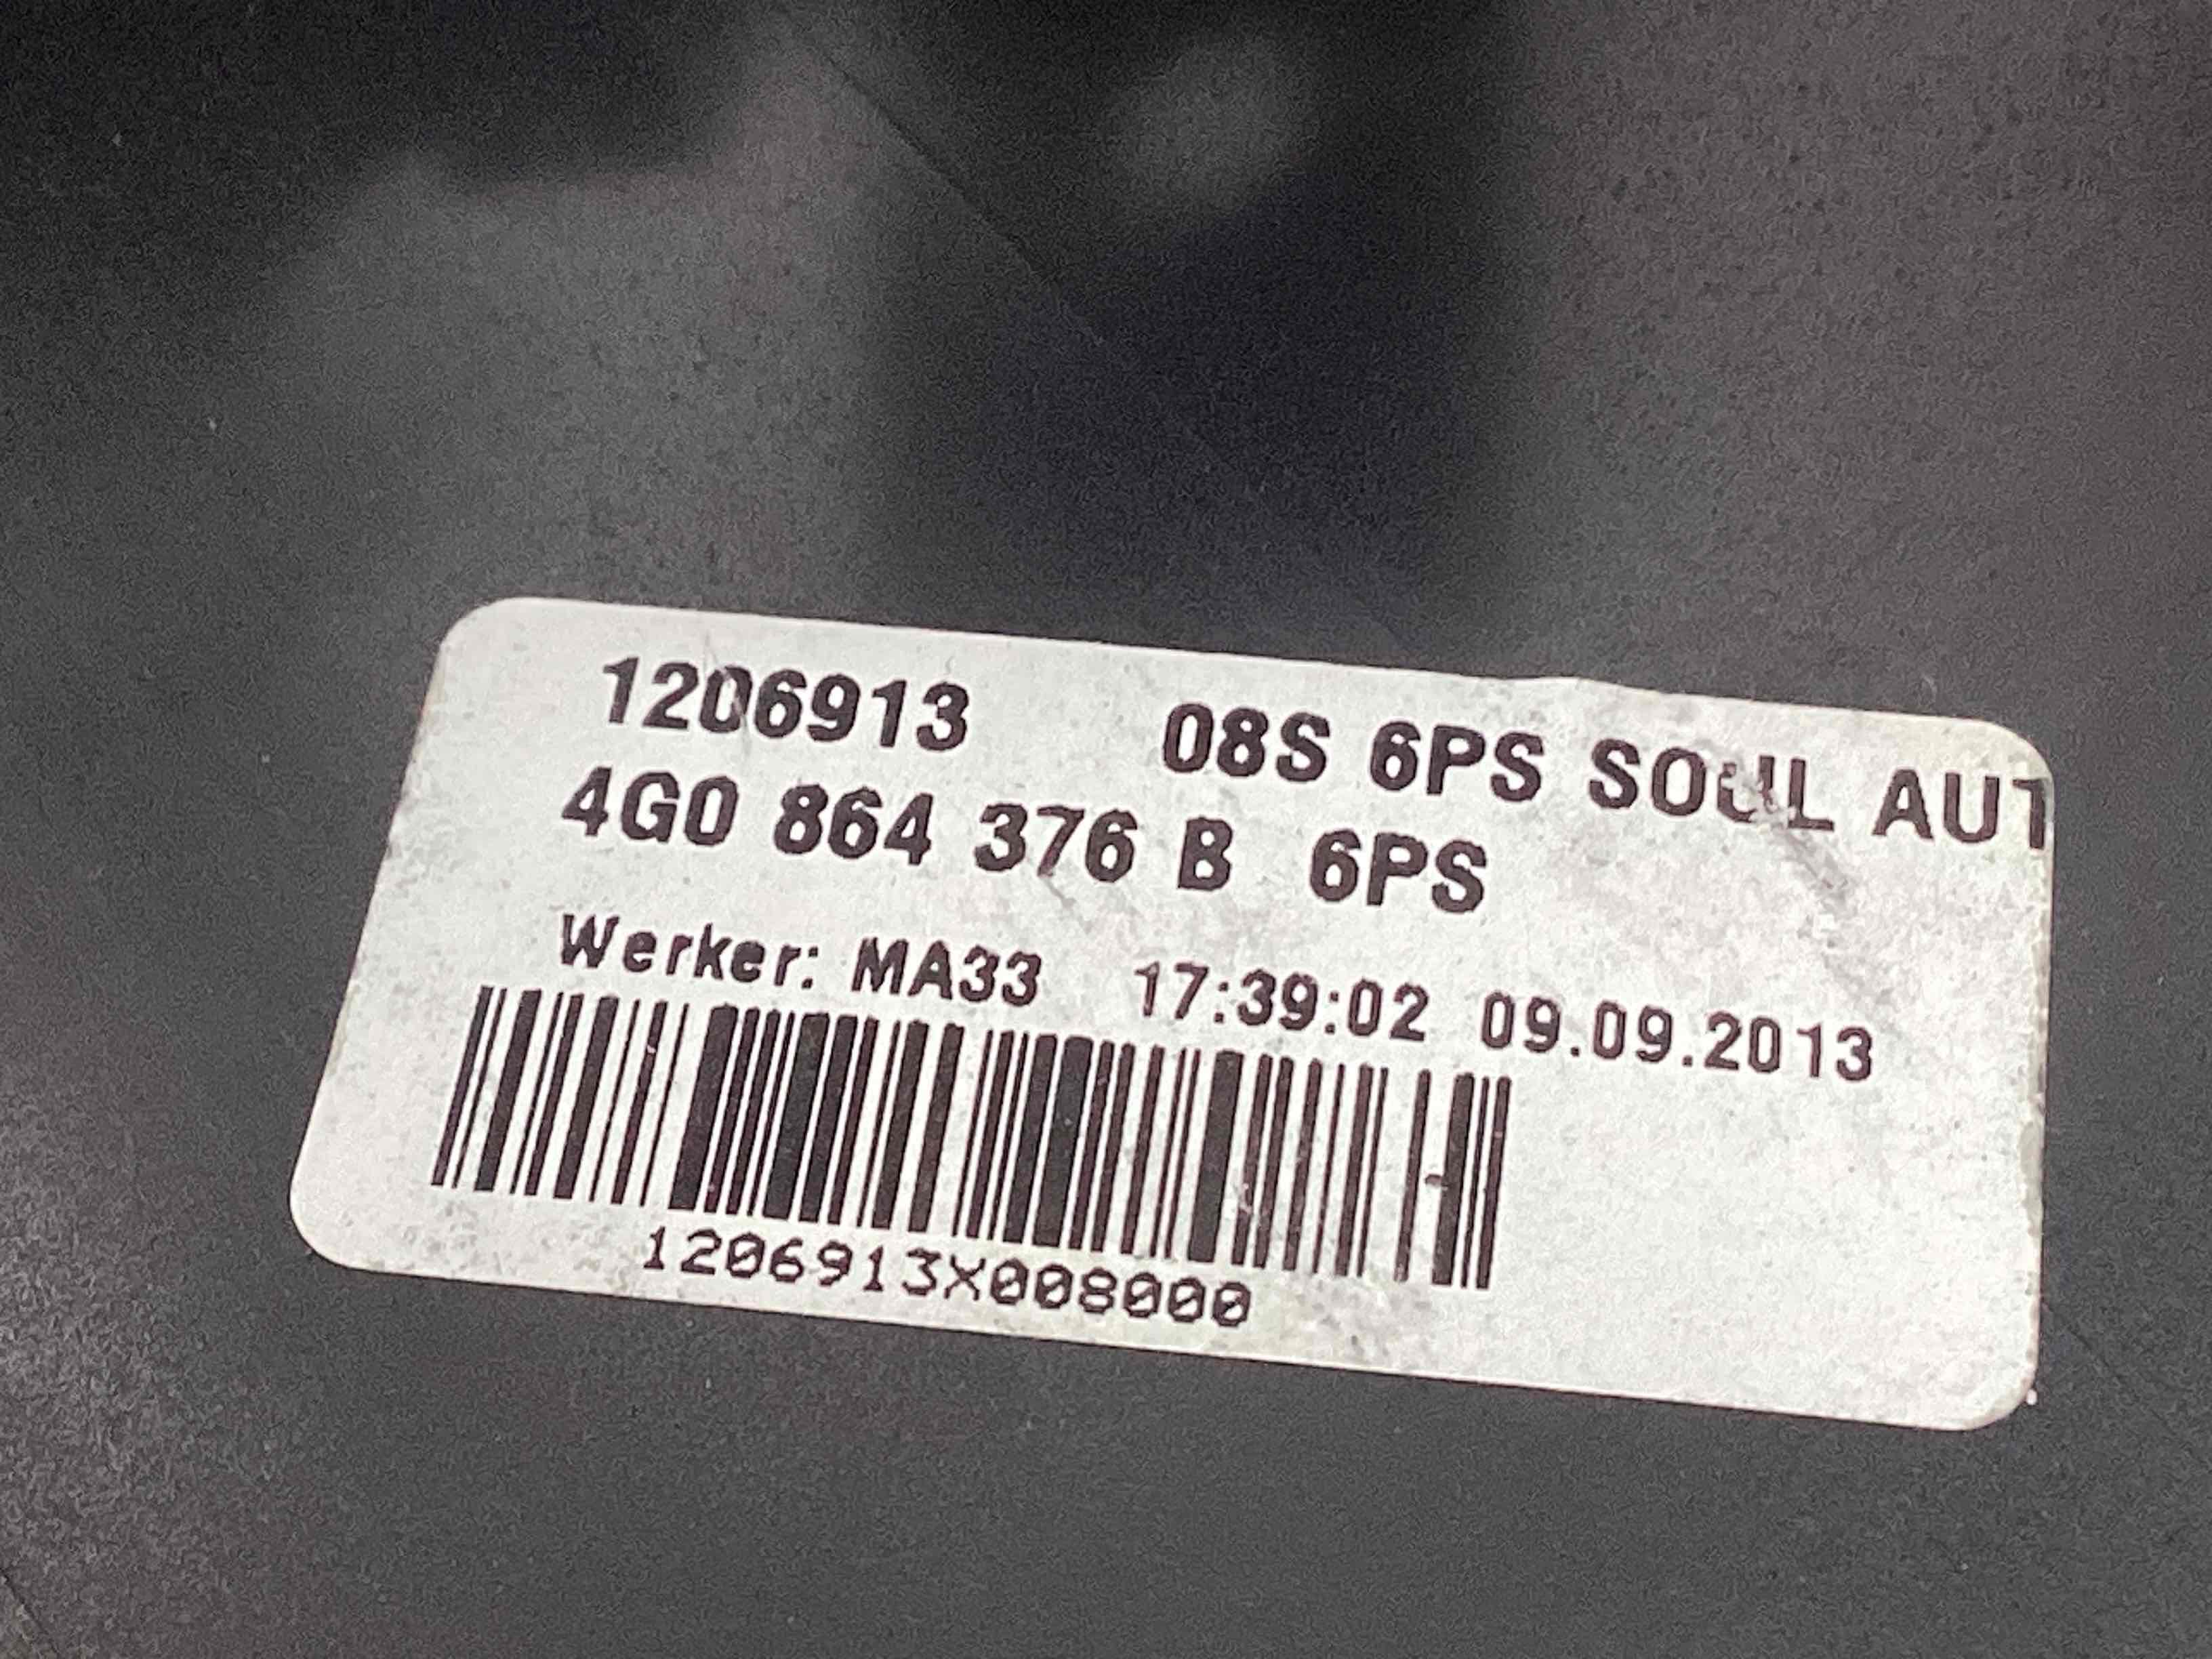 1206913 08S 6PS SOUL AUT
4G0 864 376 B 6PS
Werker: MA33 17:39:02 09.09.2013
1206913X008000